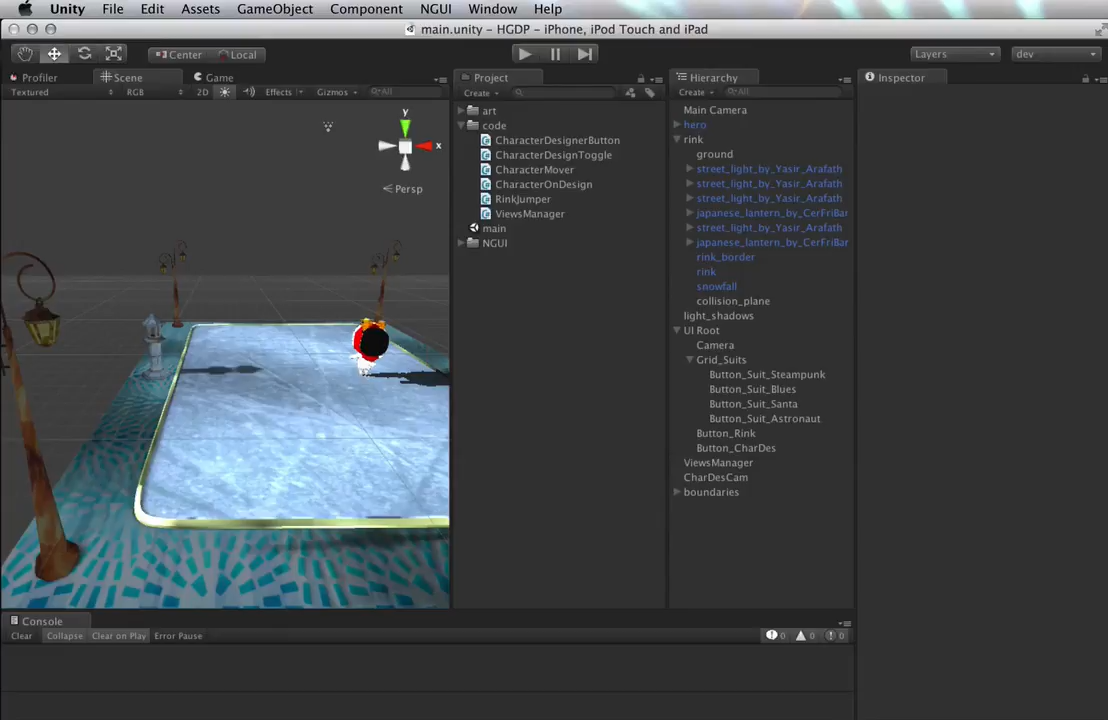 Unity File Edit Assets GameObject Component NGUI Window Help
main.unity – HGDP – iPhone, iPod Touch and iPad
Center Local Layers dev
Profiler Scene Game
Textured RGB 2D Effects Gizmos All
y
x
Persp
Project
Create
art
code
CharacterDesignerButton
CharacterDesignToggle
CharacterMover
CharacterOnDesign
RinkJumper
ViewsManager
main
NGUI
Hierarchy
Create All
Main Camera
hero
rink
ground
street_light_by_Yasir_Arafath
street_light_by_Yasir_Arafath
street_light_by_Yasir_Arafath
japanese_lantern_by_CerFriBar
street_light_by_Yasir_Arafath
japanese_lantern_by_CerFriBar
rink_border
rink
snowfall
collision_plane
light_shadows
UI Root
Camera
Grid_Suits
Button_Suit_Steampunk
Button_Suit_Blues
Button_Suit_Santa
Button_Suit_Astronaut
Button_Rink
Button_CharDes
ViewsManager
CharDesCam
boundaries
Inspector
Console
Clear Collapse Clear on Play Error Pause 0 0 0